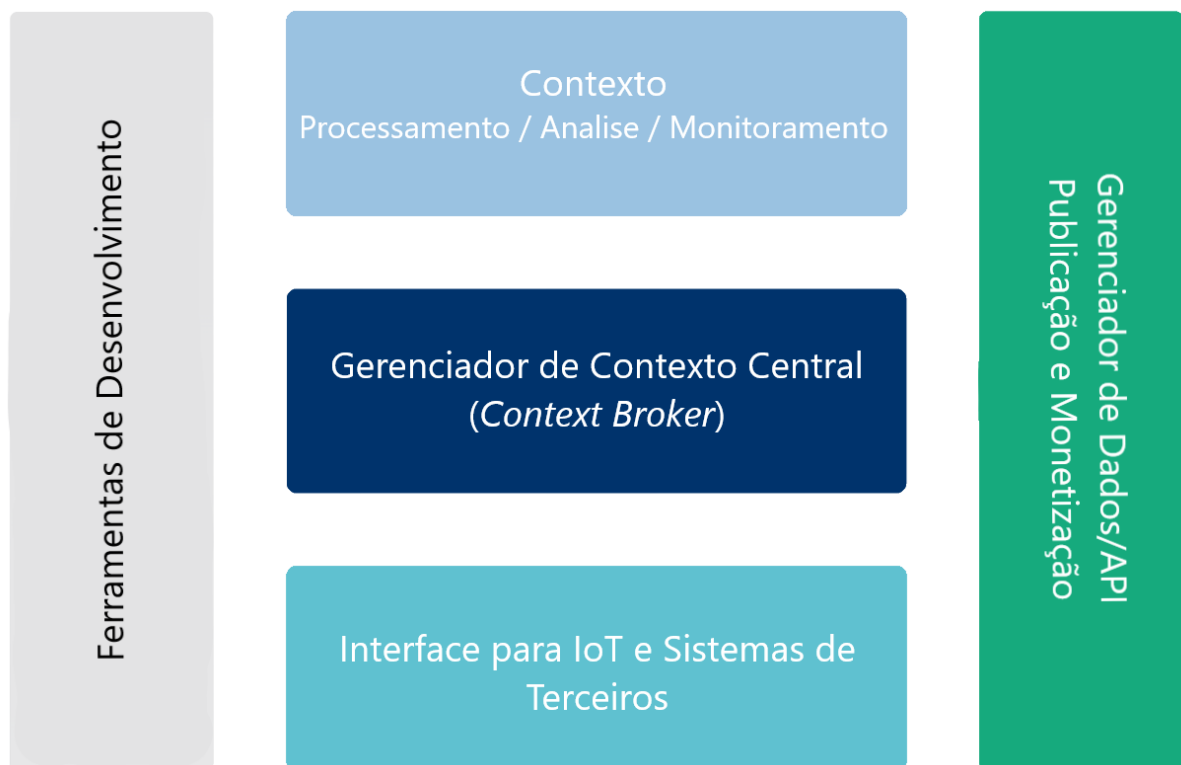 Ferramentas de Desenvolvimento
Contexto
Processamento / Analise / Monitoramento
Gerenciador de Contexto Central
(Context Broker)
Interface para IoT e Sistemas de
Terceiros
Gerenciador de Dados/API
Publicação e Monetização